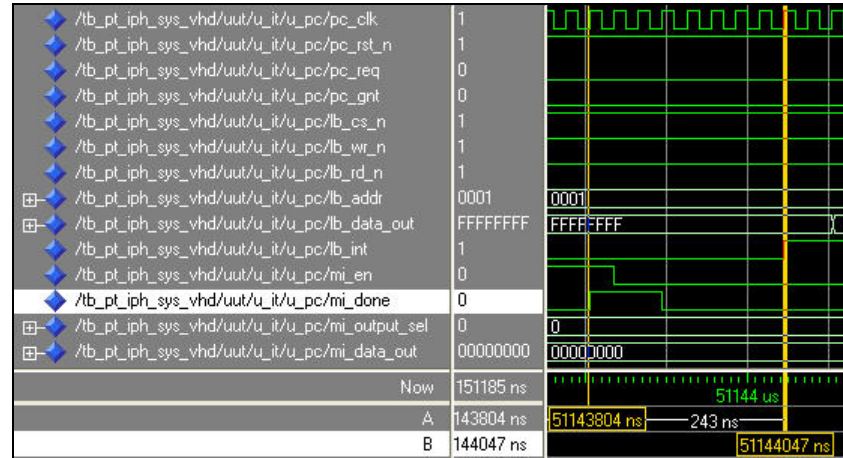 /tb_pt_iph_sys_vhd/uut/u_it/u_pc/pc_clk 1
/tb_pt_iph_sys_vhd/uut/u_it/u_pc/pc_rst_n 1
/tb_pt_iph_sys_vhd/uut/u_it/u_pc/pc_req 0
/tb_pt_iph_sys_vhd/uut/u_it/u_pc/pc_gnt 0
/tb_pt_iph_sys_vhd/uut/u_it/u_pc/lb_cs_n 1
/tb_pt_iph_sys_vhd/uut/u_it/u_pc/lb_wr_n 1
/tb_pt_iph_sys_vhd/uut/u_it/u_pc/lb_rd_n 1
/tb_pt_iph_sys_vhd/uut/u_it/u_pc/lb_addr 0001 0001
/tb_pt_iph_sys_vhd/uut/u_it/u_pc/lb_data_out FFFFFFFF FFFFFFFF
/tb_pt_iph_sys_vhd/uut/u_it/u_pc/lb_int 1
/tb_pt_iph_sys_vhd/uut/u_it/u_pc/mi_en 0
/tb_pt_iph_sys_vhd/uut/u_it/u_pc/mi_done 0
/tb_pt_iph_sys_vhd/uut/u_it/u_pc/mi_output_sel 0 0
/tb_pt_iph_sys_vhd/uut/u_it/u_pc/mi_data_out 00000000 00000000
Now 151185 ns 51144 us
A 143804 ns 51143804 ns 243 ns
B 144047 ns 51144047 ns